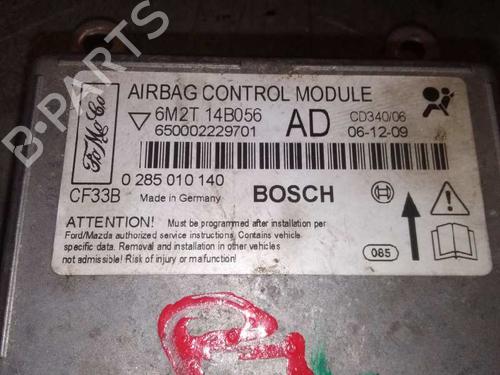 AIRBAG CONTROL MODULE
FoMoCo
6M2T 14B056 AD CD340/06
650002229701 06-12-09
0 285 010 140 BOSCH
CF33B Made in Germany
ATTENTION! Must be programmed after installation per
Ford/Mazda authorized service instructions. Contains vehicle
specific data. Removal and installation in other vehicles
not admissible! (Risk of injury or malfunction!)
085
B-PARTS